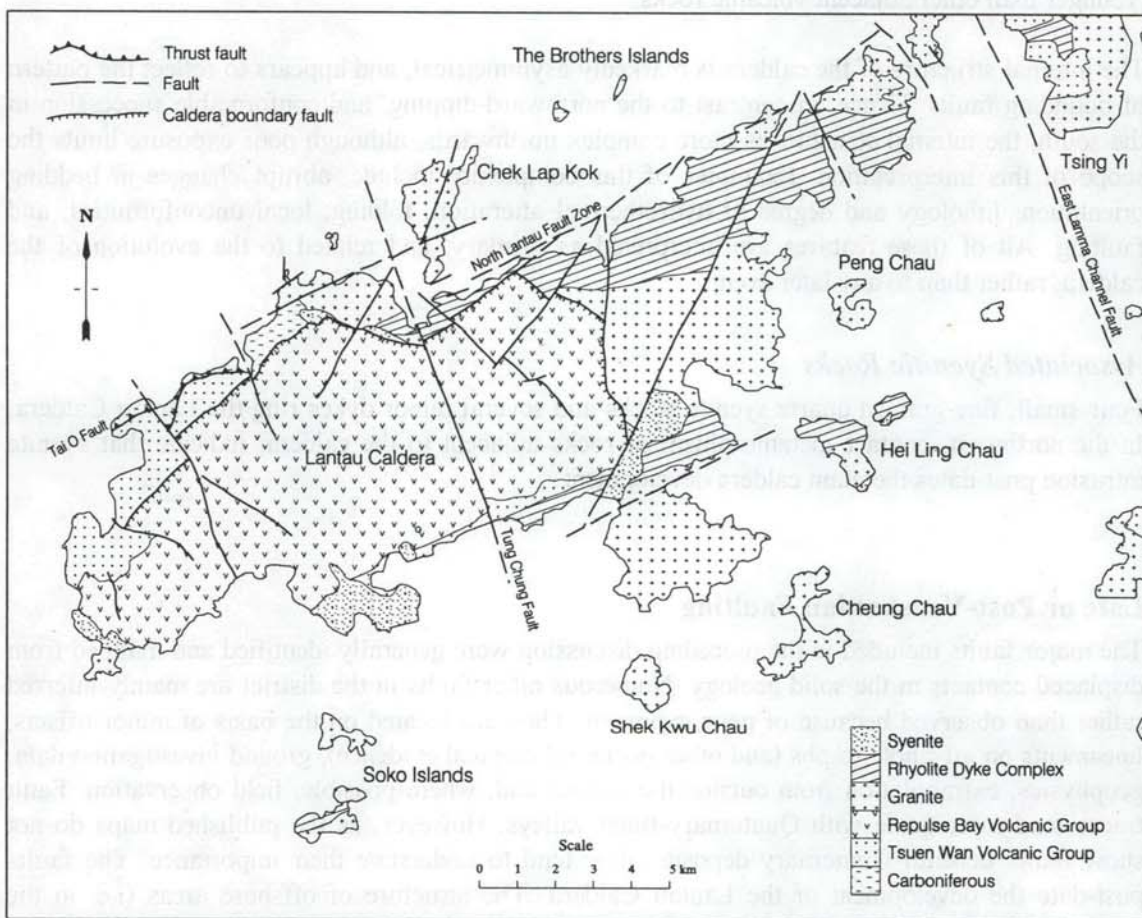 Thrust fault
Fault
Caldera boundary fault
The Brothers Islands
Tsing Yi
Chek Lap Kok
N
North Lantau Fault Zone
East Lamma Channel Fault
Peng Chau
Tai O Fault
Lantau Caldera
Hei Ling Chau
Tung Chung Fault
Cheung Chau
Shek Kwu Chau
Soko Islands
Syenite
Rhyolite Dyke Complex
Granite
Repulse Bay Volcanic Group
Tsuen Wan Volcanic Group
Carboniferous
Scale
0 1 2 3 4 5 km